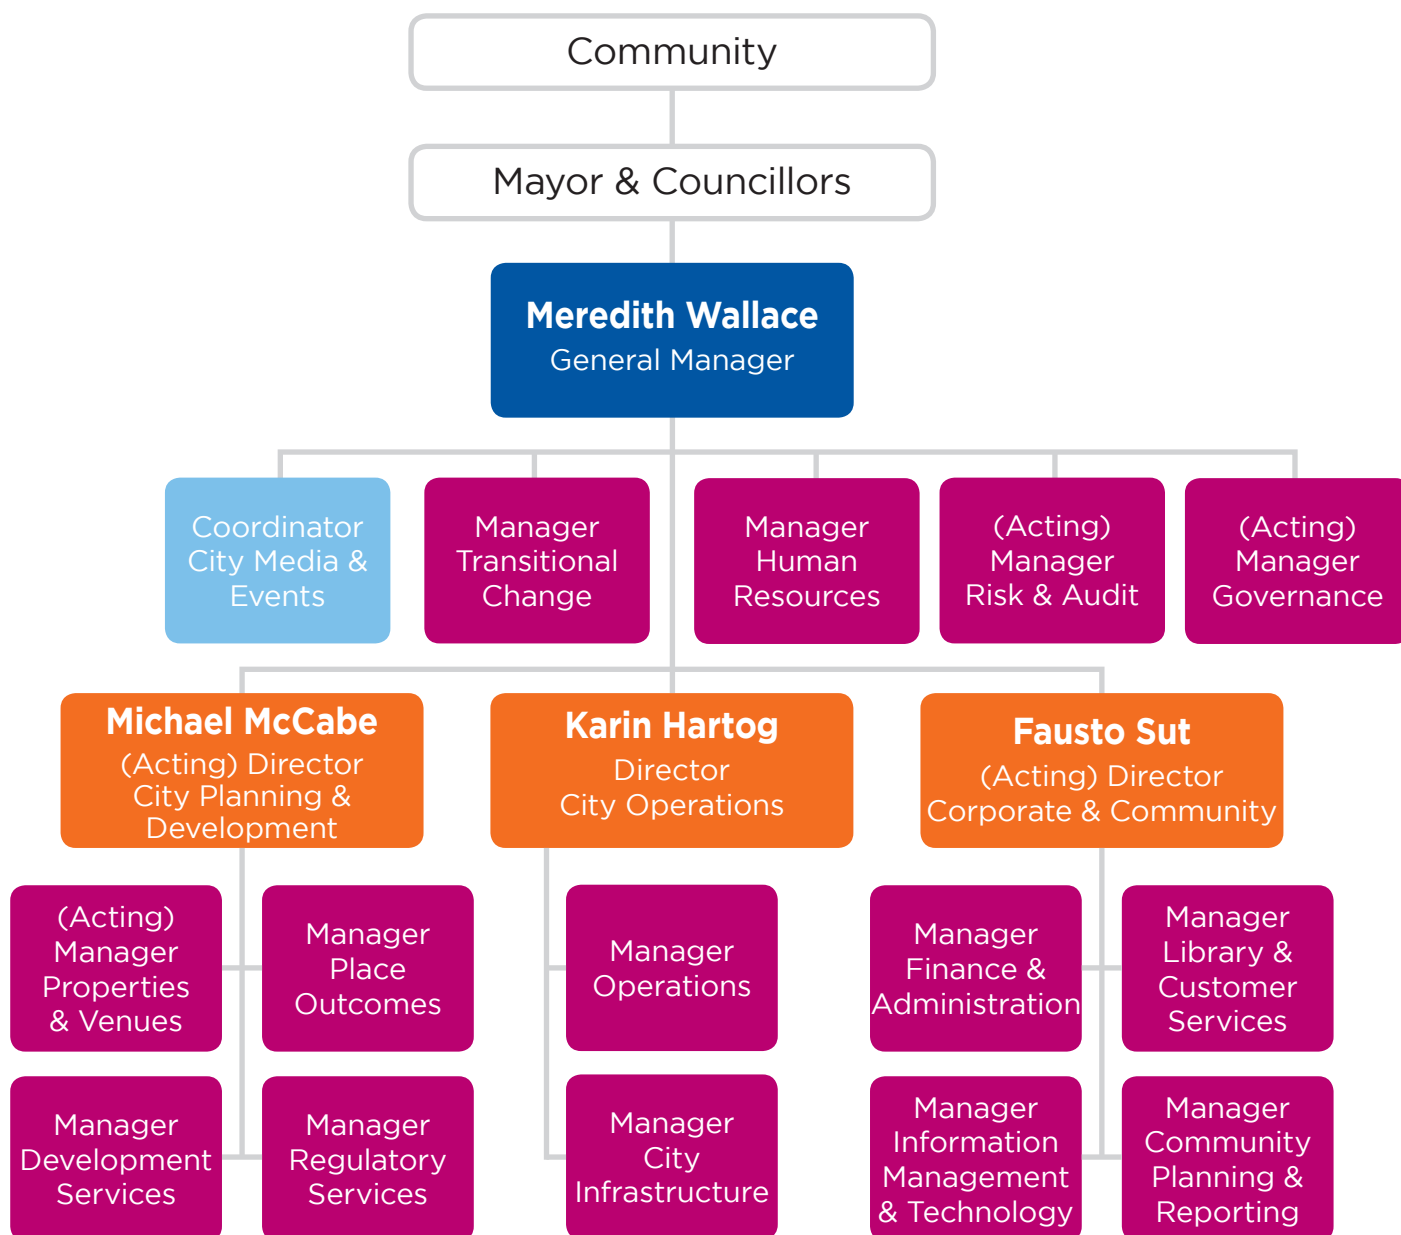 Community
Mayor & Councillors
Meredith Wallace
General Manager
Coordinator
City Media &
Events
Manager
Transitional
Change
Manager
Human
Resources
(Acting)
Manager
Risk & Audit
(Acting)
Manager
Governance
Michael McCabe
(Acting) Director
City Planning &
Development
Karin Hartog
Director
City Operations
Fausto Sut
(Acting) Director
Corporate & Community
(Acting)
Manager
Properties
& Venues
Manager
Place
Outcomes
Manager
Operations
Manager
Finance &
Administration
Manager
Library &
Customer
Services
Manager
Development
Services
Manager
Regulatory
Services
Manager
City
Infrastructure
Manager
Information
Management
& Technology
Manager
Community
Planning &
Reporting